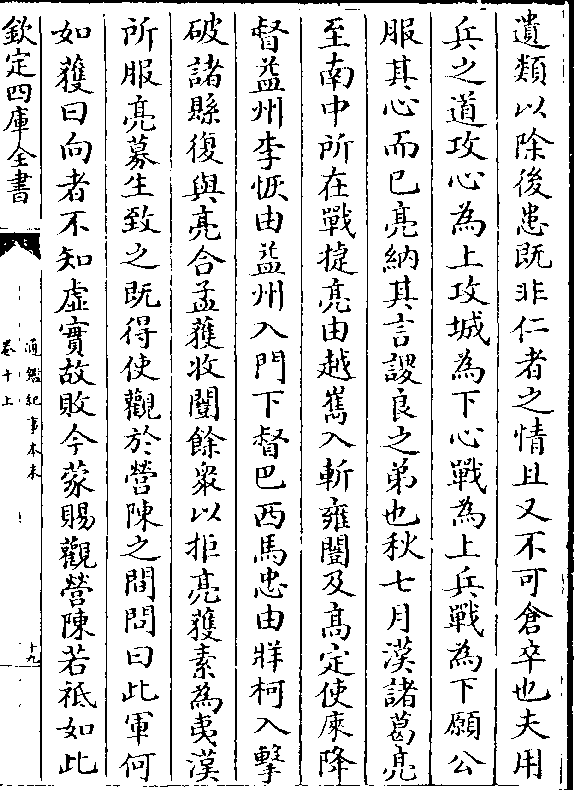 遺類以除後患既非仁者之情且又不可倉卒也夫用
兵之道攻心為上攻城為下心戰為上兵戰為下願公
服其心而已亮納其言謖良之弟也秋七月漢諸葛亮
至南中所在戰捷亮由越嶲入斬雍闓及髙定使庲降
督益州李恢由益州入門下督巴西馬忠由牂柯入擊
破諸縣復與亮合孟獲收闓餘衆以拒亮獲素為夷漢
所服亮募生致之既得使觀於營陳之間問曰此軍何
如獲曰向者不知虛實故敗今蒙賜觀營陳若祗如此
欽定四庫全書
通鑑紀事本末
卷十上
十九